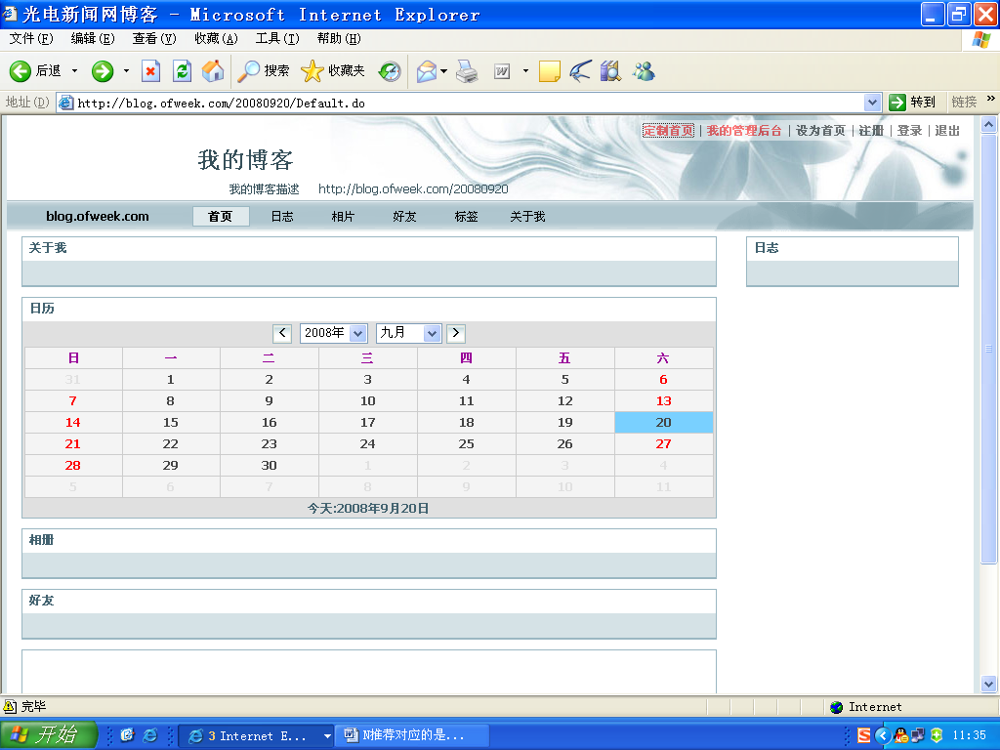 光电新闻网博客 - Microsoft Internet Explorer
文件(F) 编辑(E) 查看(V) 收藏(A) 工具(T) 帮助(H)
后退 搜索 收藏夹
地址(D) http://blog.ofweek.com/20080920/Default.do 转到 链接 »
定制首页 | 我的管理后台 | 设为首页 | 注册 | 登录 | 退出
我的博客
我的博客描述 http://blog.ofweek.com/20080920
blog.ofweek.com 首页 日志 相片 好友 标签 关于我
关于我
日志
日历
< 2008年 九月 >
日 一 二 三 四 五 六
31 1 2 3 4 5 6
7 8 9 10 11 12 13
14 15 16 17 18 19 20
21 22 23 24 25 26 27
28 29 30 1 2 3 4
5 6 7 8 9 10 11
今天:2008年9月20日
相册
好友
完毕 Internet
开始 3 Internet E... N推荐对应的是... 11:35